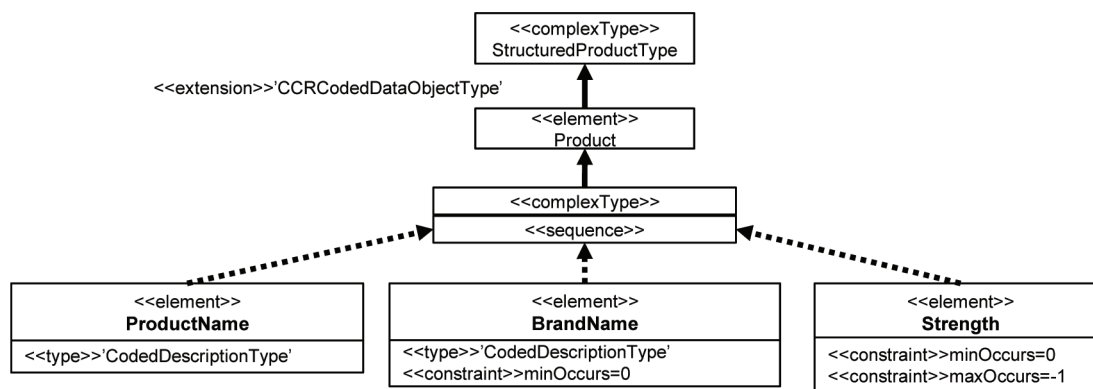 <<complexType>>
StructuredProductType
<<extension>>’CCRCodedDataObjectType’
<<element>>
Product
<<complexType>>
<<sequence>>
<<element>>
ProductName
<<type>>’CodedDescriptionType’
<<element>>
BrandName
<<type>>’CodedDescriptionType’
<<constraint>>minOccurs=0
<<element>>
Strength
<<constraint>>minOccurs=0
<<constraint>>maxOccurs=-1